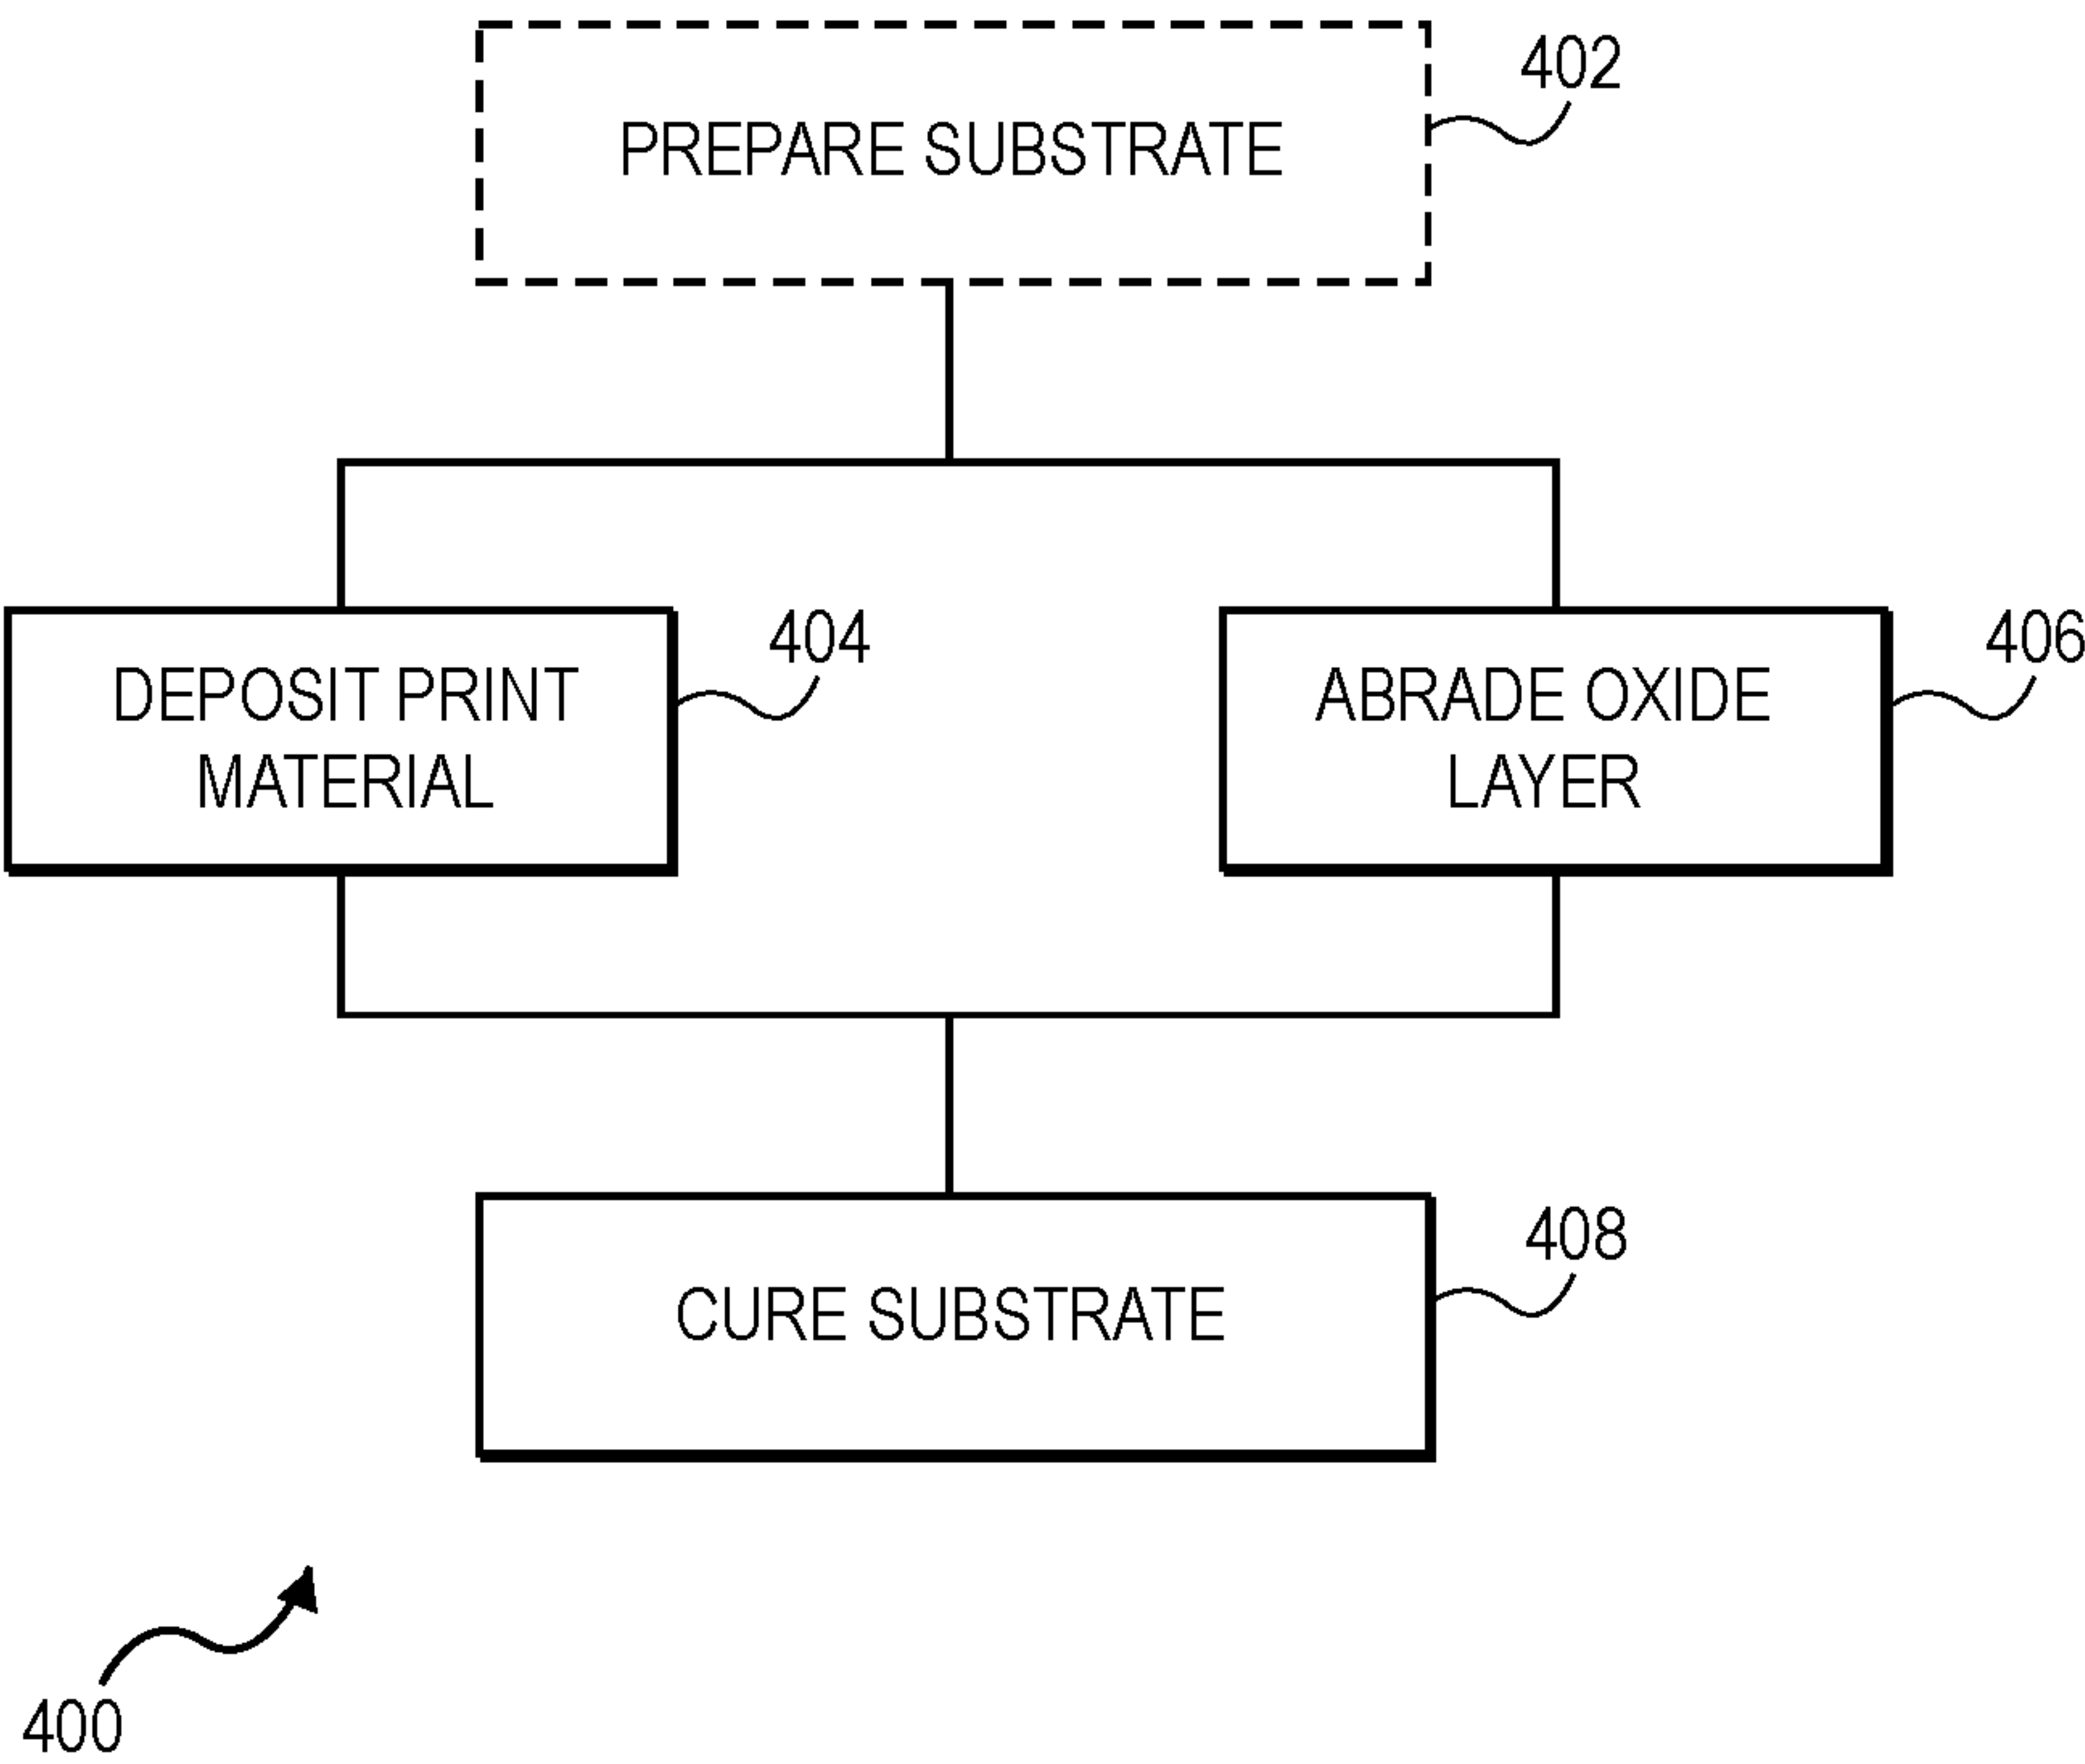 402
PREPARE SUBSTRATE
404
406
DEPOSIT PRINT
MATERIAL
ABRADE OXIDE
LAYER
408
CURE SUBSTRATE
400